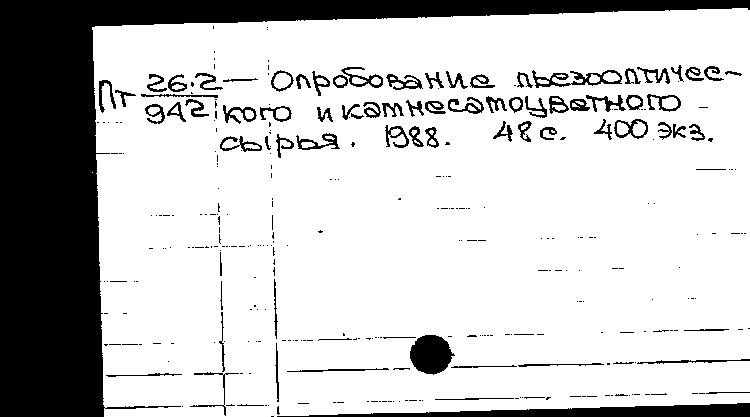 Пт 26.2 — Опробование пьезооптичес-
942 кого и камнесамоцветного
сырья. 1988. 48 с. 400 экз.